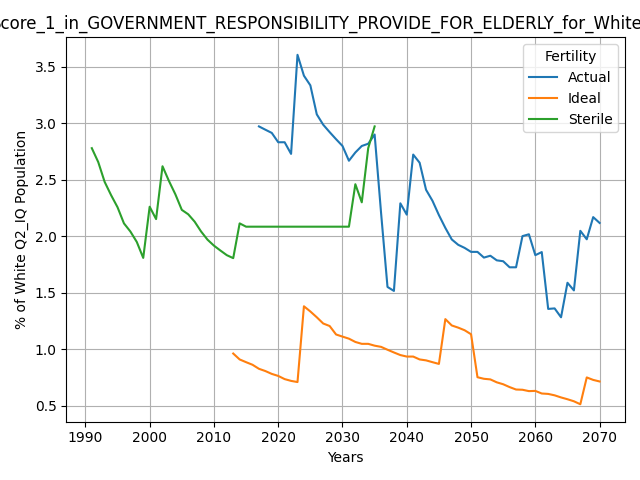 core_1_in_GOVERNMENT_RESPONSIBILITY_PROVIDE_FOR_ELDERLY_for_White
Fertility
Actual
Ideal
Sterile
% of White Q2_IQ Population
3.5
3.0
2.5
2.0
1.5
1.0
0.5
1990 2000 2010 2020 2030 2040 2050 2060 2070
Years